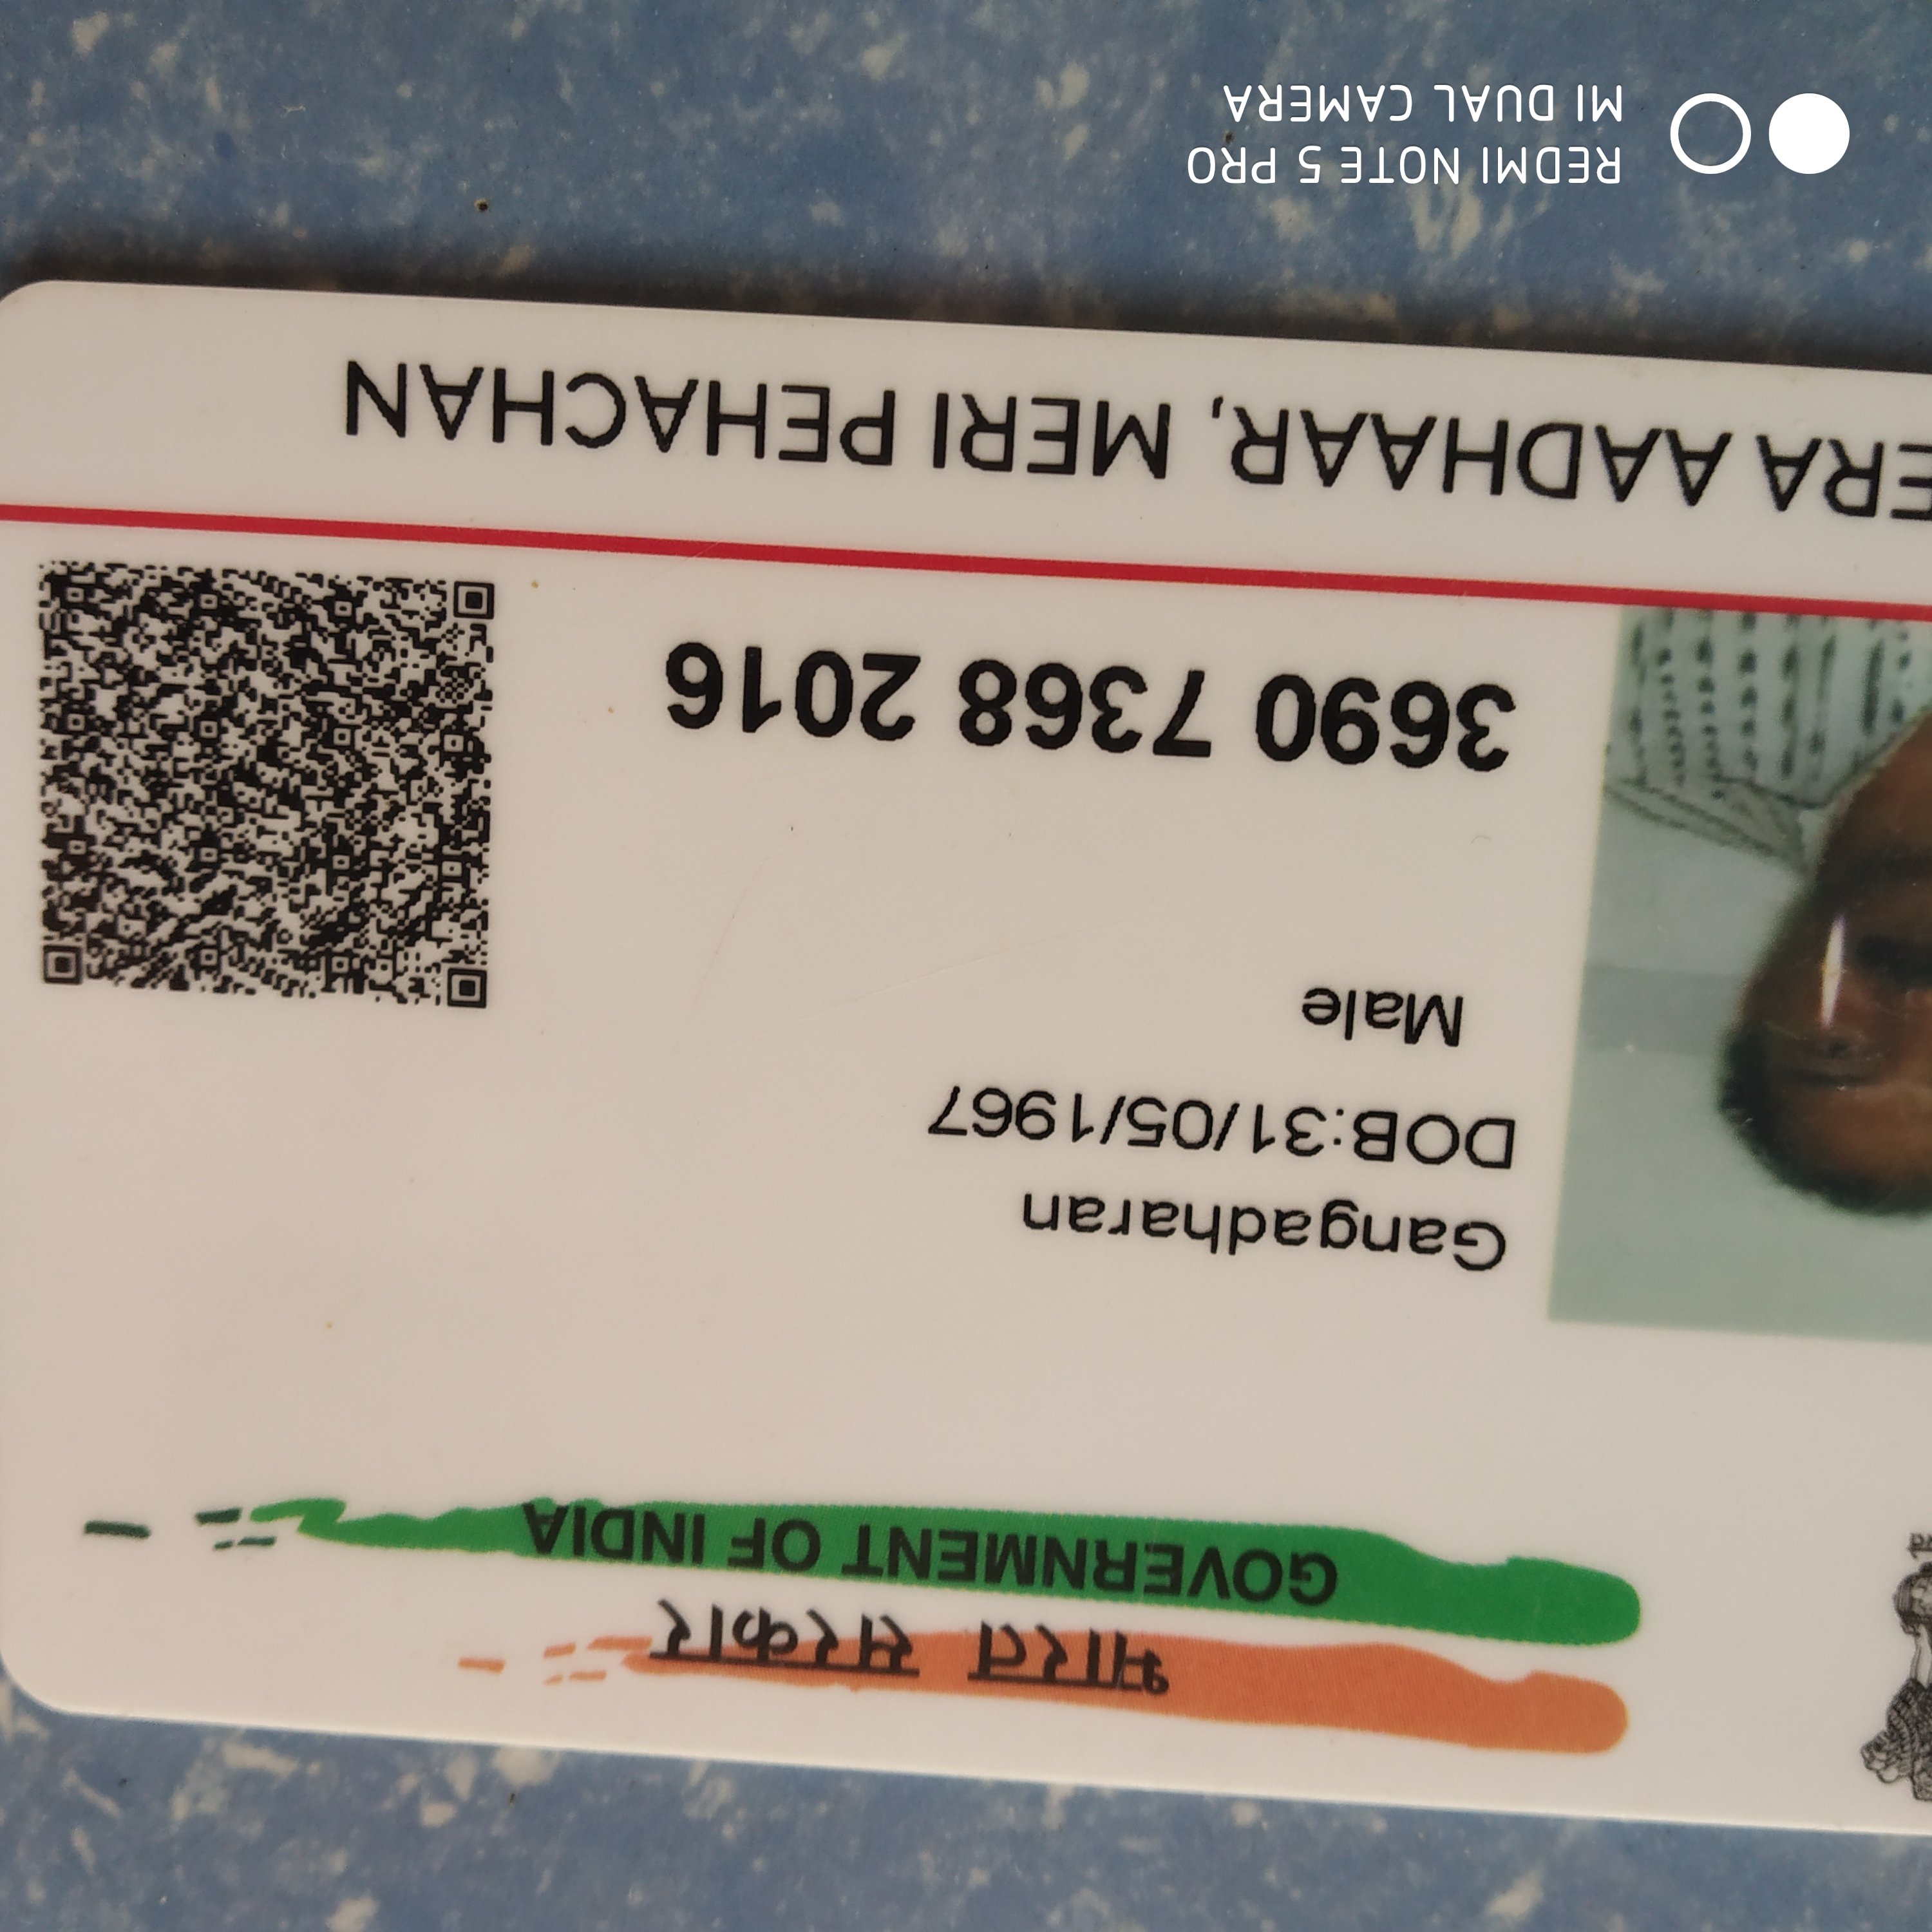 भारत सरकार
GOVERNMENT OF INDIA
Gangadharan
DOB:31/05/1967
Male
3690 7368 2016
ERA AADHAAR, MERI PEHACHAN
REDMI NOTE 5 PRO
MI DUAL CAMERA